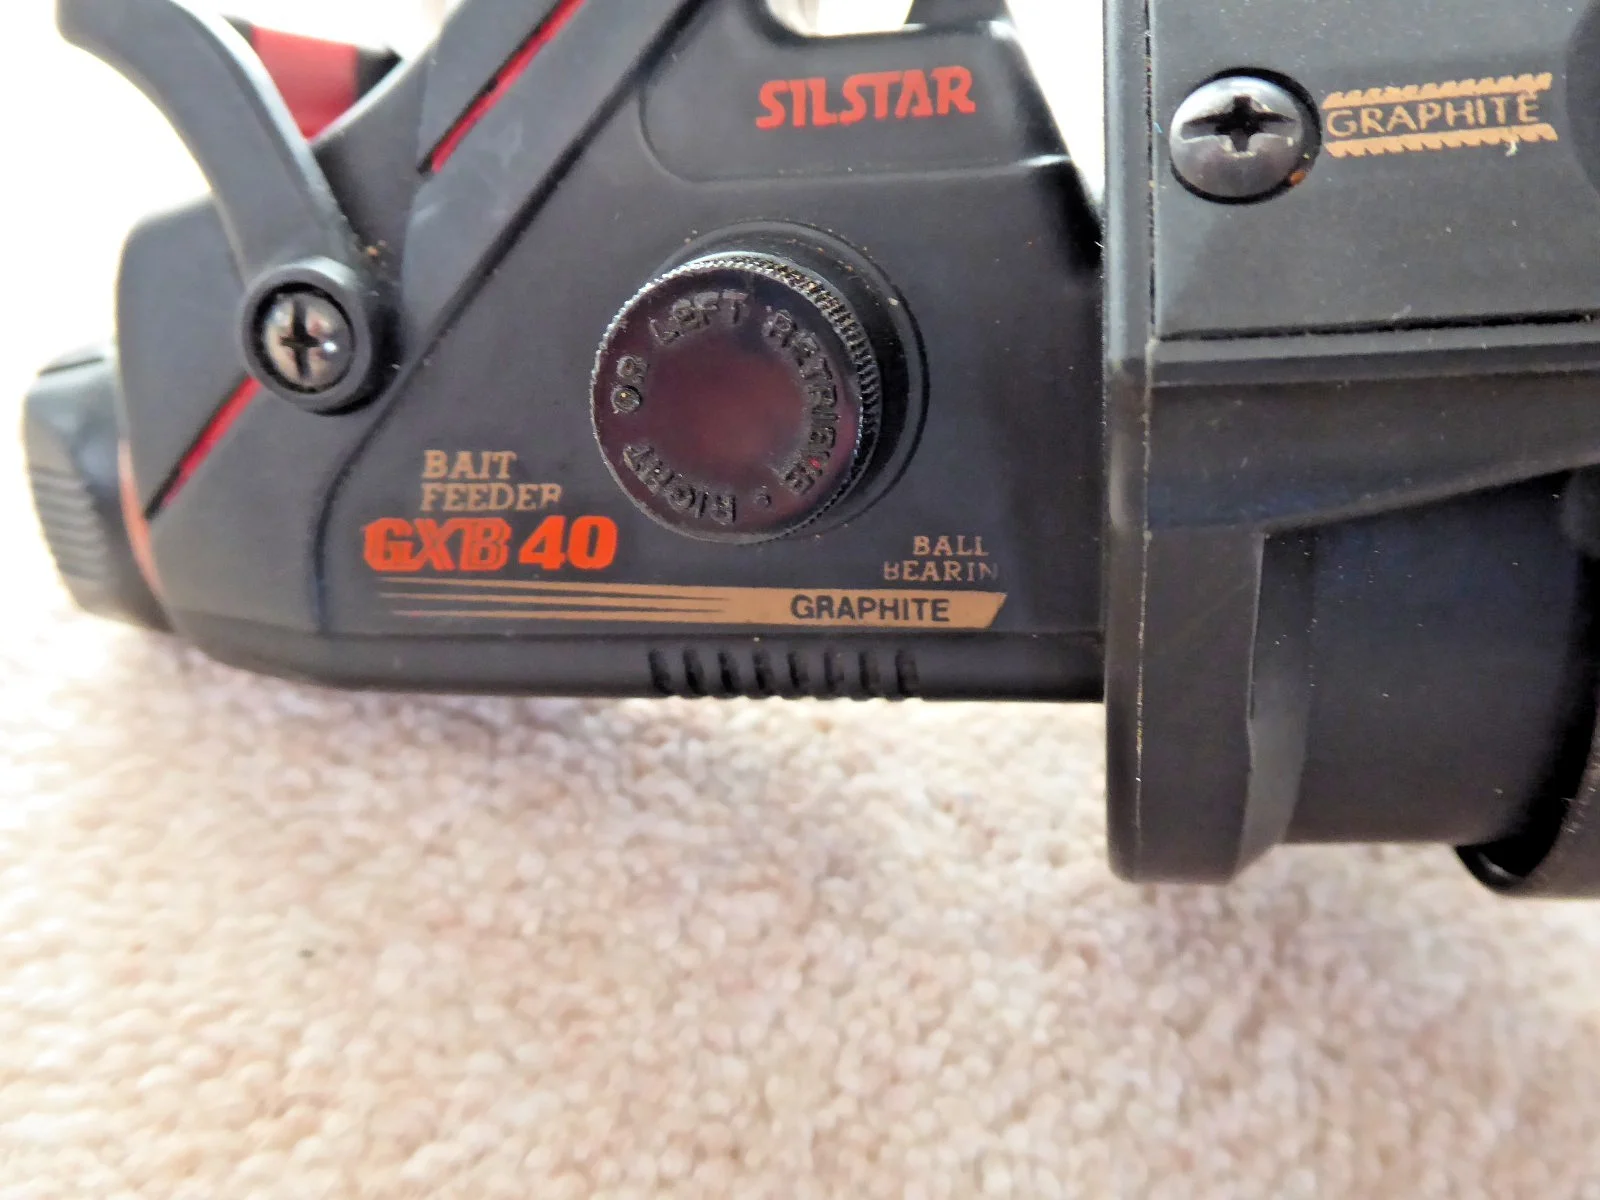 SILSTAR
GRAPHITE
RIGHT OR LEFT RETRIEVE
BAIT
FEEDER
GXB 40
BALL
BEARIN
GRAPHITE